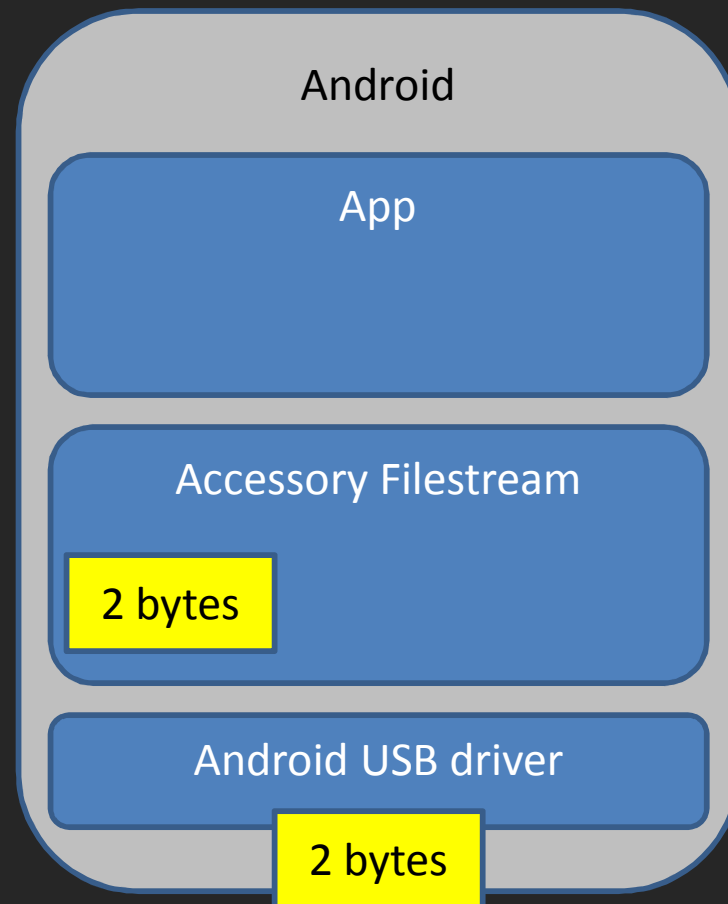 Android
App
Accessory Filestream
2 bytes
Android USB driver
2 bytes